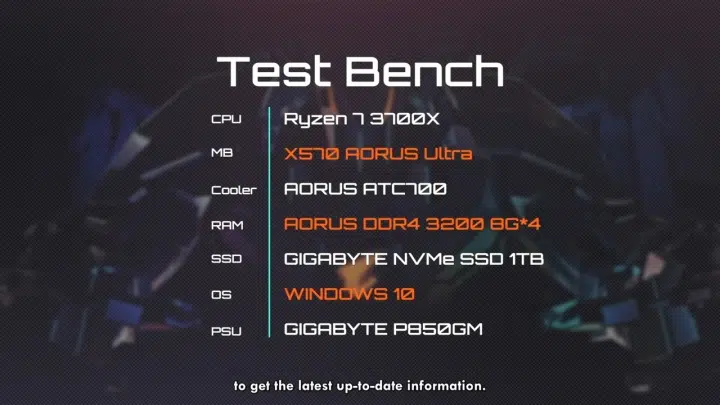 Test Bench
CPU Ryzen 7 3700X
MB X570 AORUS Ultra
Cooler AORUS ATC700
RAM AORUS DDR4 3200 8G*4
SSD GIGABYTE NVMe SSD 1TB
OS WINDOWS 10
PSU GIGABYTE P850GM
to get the latest up-to-date information.